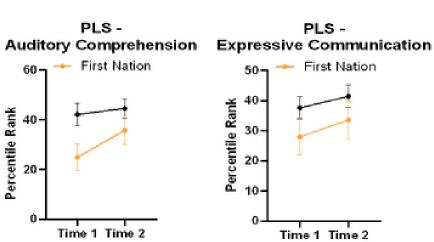 PLS -
Auditory Comprehension
First Nation
Percentile Rank
60
40
20
0
Time 1 Time 2
PLS -
Expressive Communication
First Nation
Percentile Rank
50
40
30
20
10
0
Time 1 Time 2